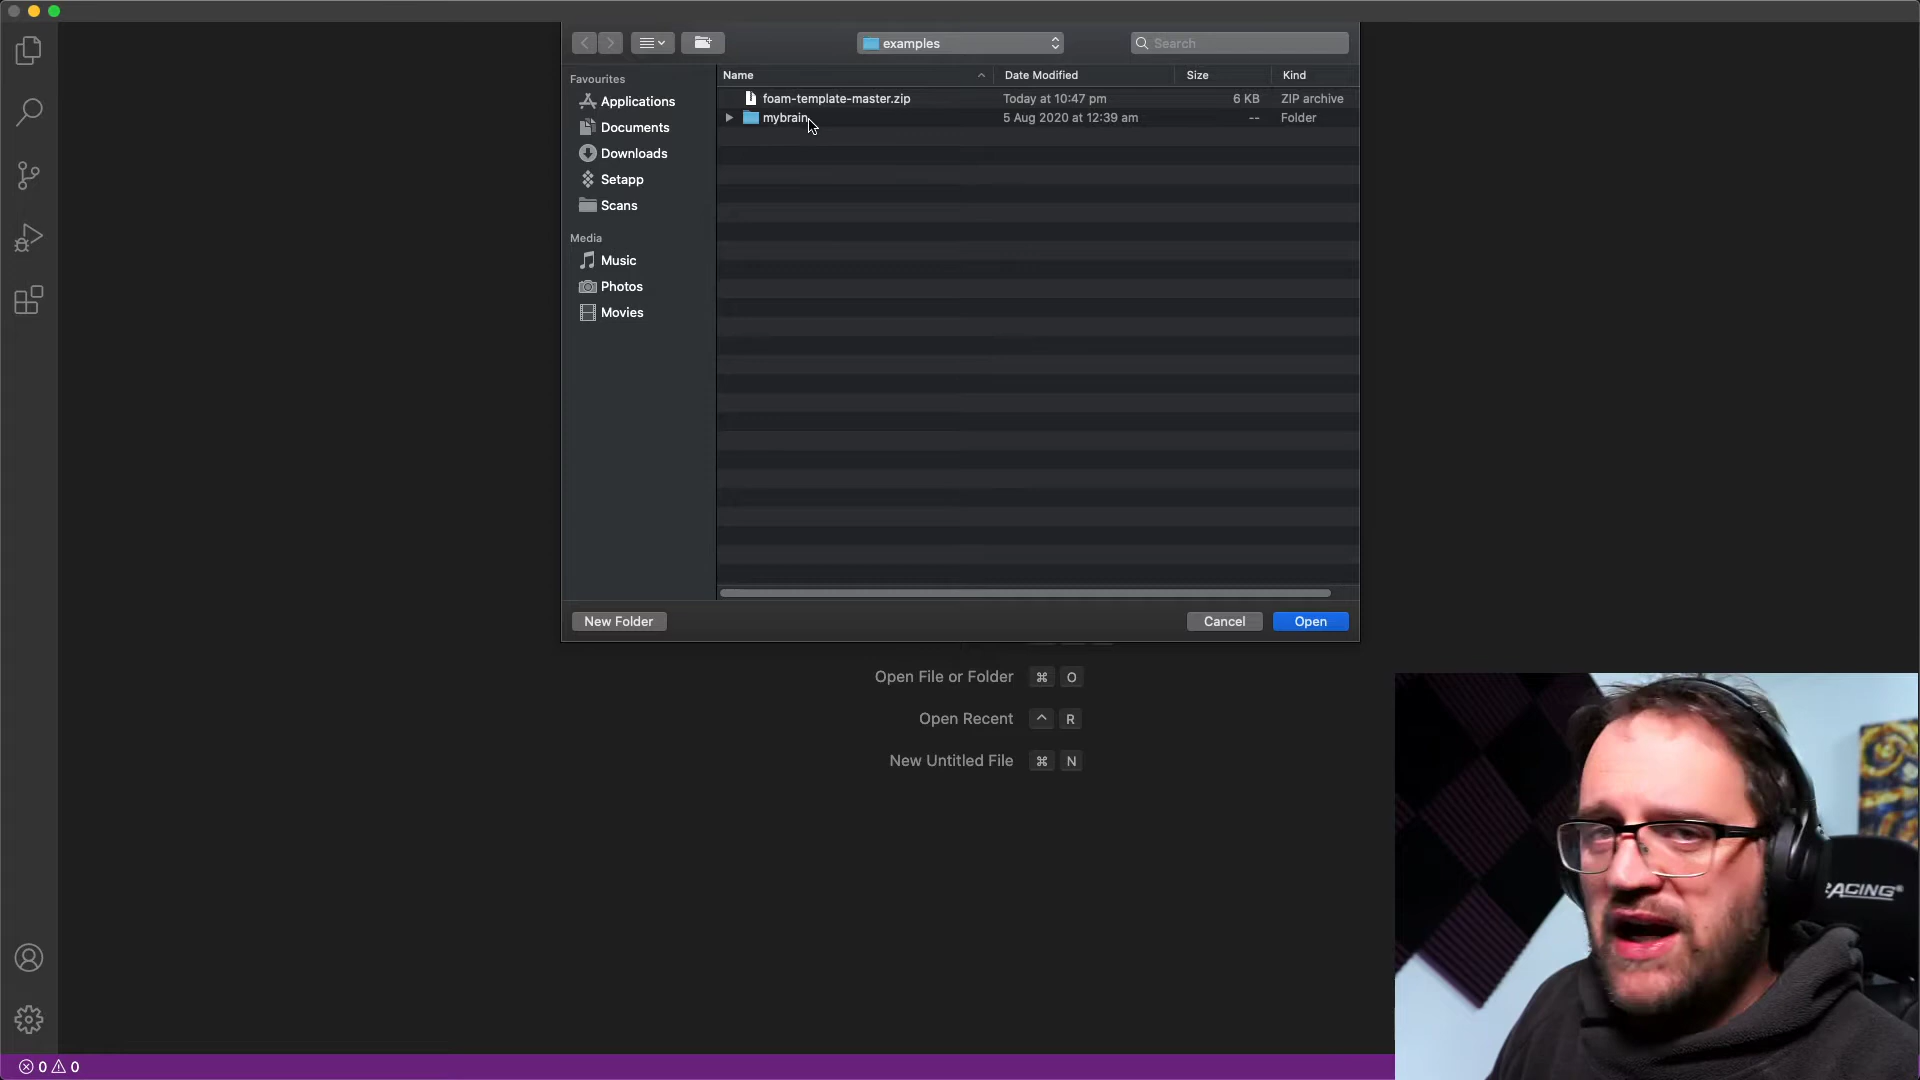 examples
Search
Favourites
Applications
Documents
Downloads
Setapp
Scans
Media
Music
Photos
Movies
Name
Date Modified
Size
Kind
foam-template-master.zip
Today at 10:47 pm
6 KB
ZIP archive
mybrain
5 Aug 2020 at 12:39 am
--
Folder
New Folder
Cancel
Open
Open File or Folder ⌘ O
Open Recent ^ R
New Untitled File ⌘ N
RACING®
0 0